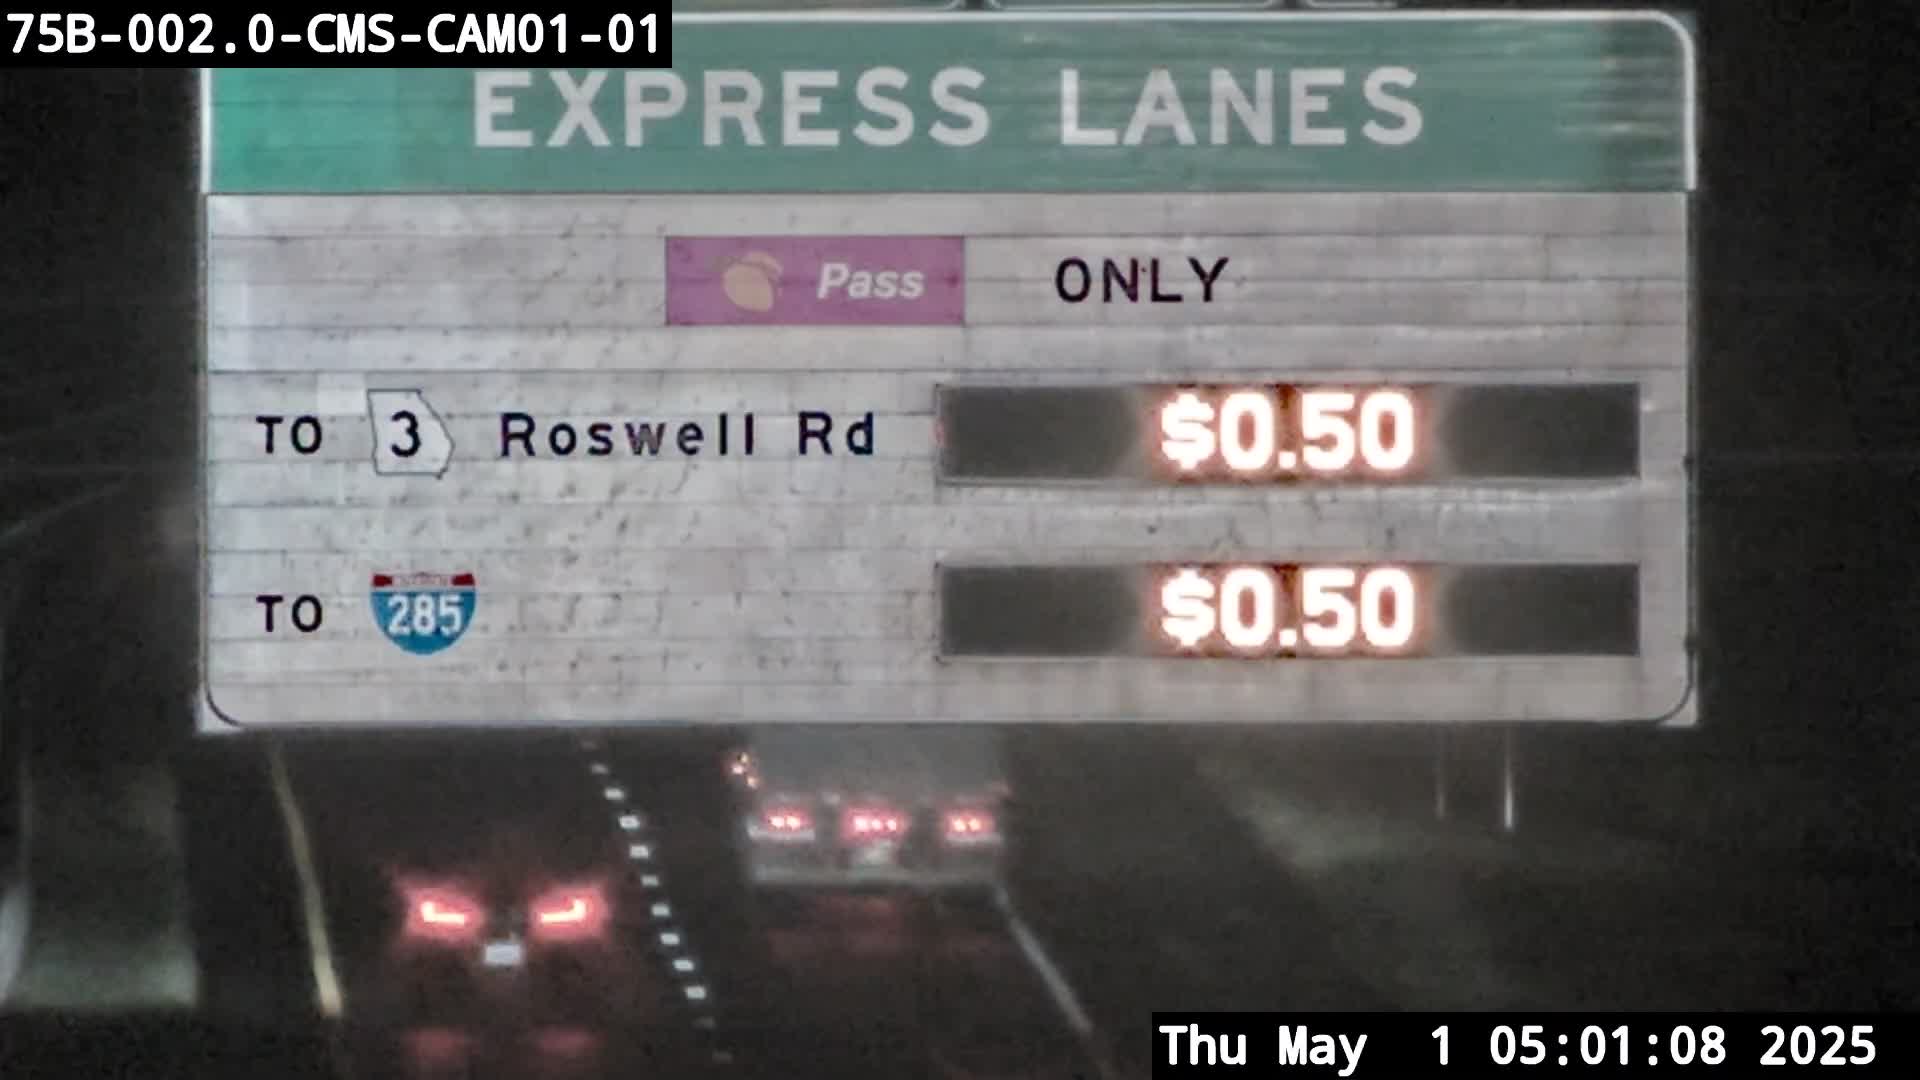 75B-002.0-CMS-CAM01-01
EXPRESS LANES
Pass ONLY
TO 3 Roswell Rd $0.50
TO 285 $0.50
Thu May 1 05:01:08 2025